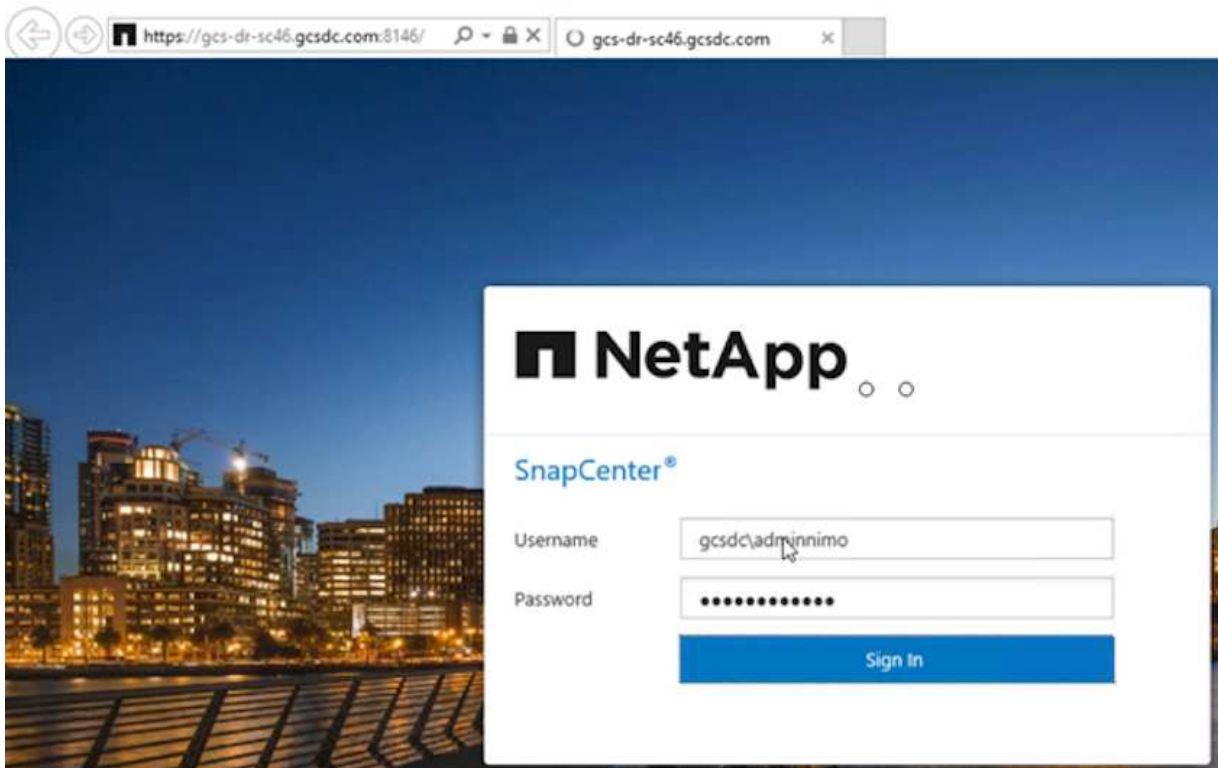 https://gcs-dr-sc46.gcsdc.com:8146/
gcs-dr-sc46.gcsdc.com
NetApp
SnapCenter®
Username
gcsdc\adminnimo
Password
••••••••••••
Sign In